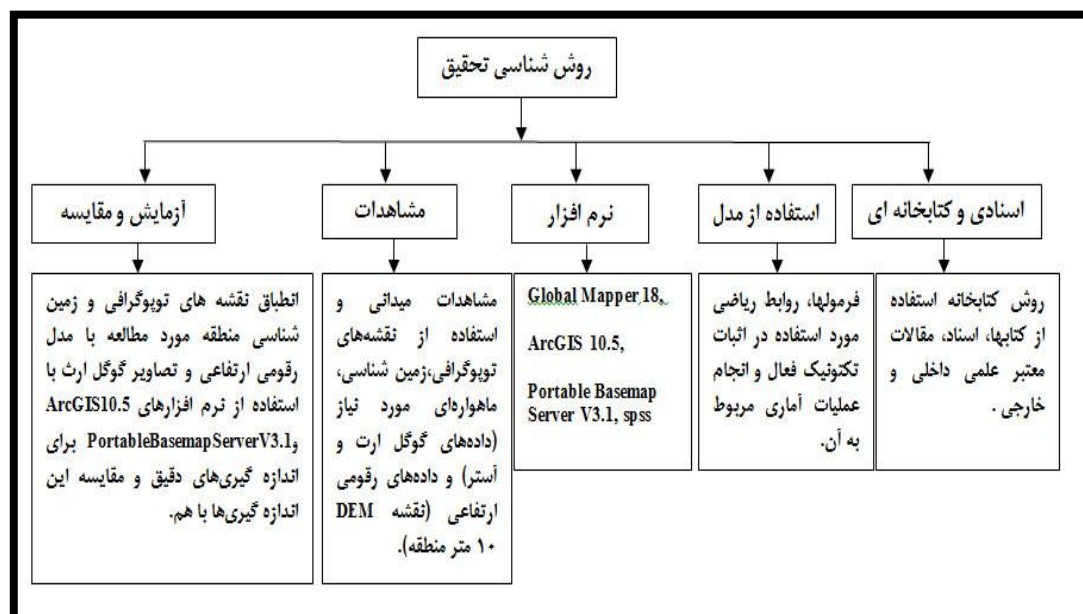 روش شناسی تحقیق
اسنادی و کتابخانه ای
استفاده از مدل
نرم افزار
مشاهدات
آزمایش و مقایسه
روش کتابخانه استفاده
از کتابها، اسناد، مقالات
معتبر علمی داخلی و
خارجی .
فرمولها، روابط ریاضی
مورد استفاده در اثبات
تکتونیک فعال و انجام
عملیات آماری مربوط
به آن.
Global Mapper 18,
ArcGIS 10.5,
Portable Basemap
Server V3.1, spss
مشاهدات میدانی و
استفاده از نقشه‌های
توپوگرافی،زمین شناسی،
ماهواره‌ای مورد نیاز
(داده‌های گوگل ارت و
آستر) و داده‌های رقومی
ارتفاعی (نقشه DEM
۱۰ متر منطقه).
انطباق نقشه های توپوگرافی و زمین
شناسی منطقه مورد مطالعه با مدل
رقومی ارتفاعی و تصاویر گوگل ارث با
استفاده از نرم افزارهای ArcGIS10.5
وPortableBasemapServerV3.1 برای
اندازه گیری‌های دقیق و مقایسه این
اندازه گیری‌ها با هم.